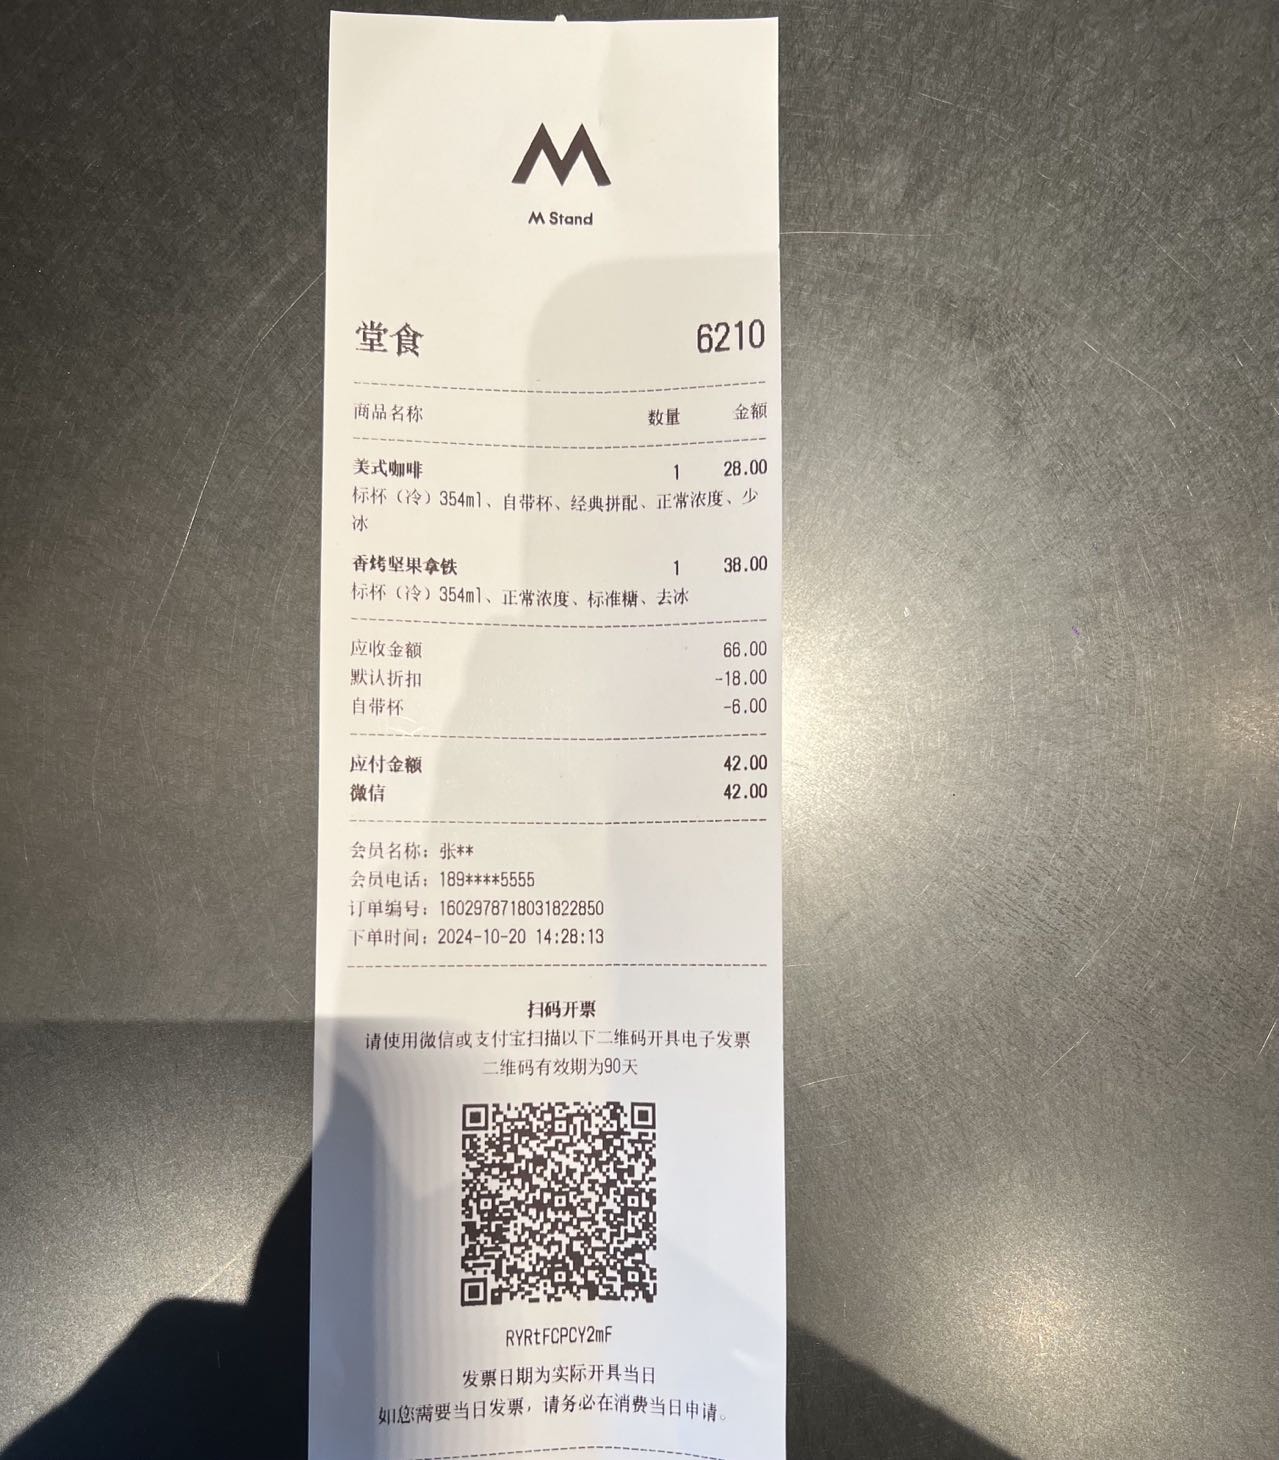 M Stand
堂食 6210
商品名称 数量 金额
美式咖啡 1 28.00
标杯（冷）354ml、自带杯、经典拼配、正常浓度、少
冰
香烤坚果拿铁 1 38.00
标杯（冷）354ml、正常浓度、标准糖、去冰
应收金额 66.00
默认折扣 -18.00
自带杯 -6.00
应付金额 42.00
微信 42.00
会员名称：张**
会员电话：189****5555
订单编号：1602978718031822850
下单时间：2024-10-20 14:28:13
扫码开票
请使用微信或支付宝扫描以下二维码开具电子发票
二维码有效期为90天
RYRtFCPCY2mF
发票日期为实际开具当日
如您需要当日发票，请务必在消费当日申请。